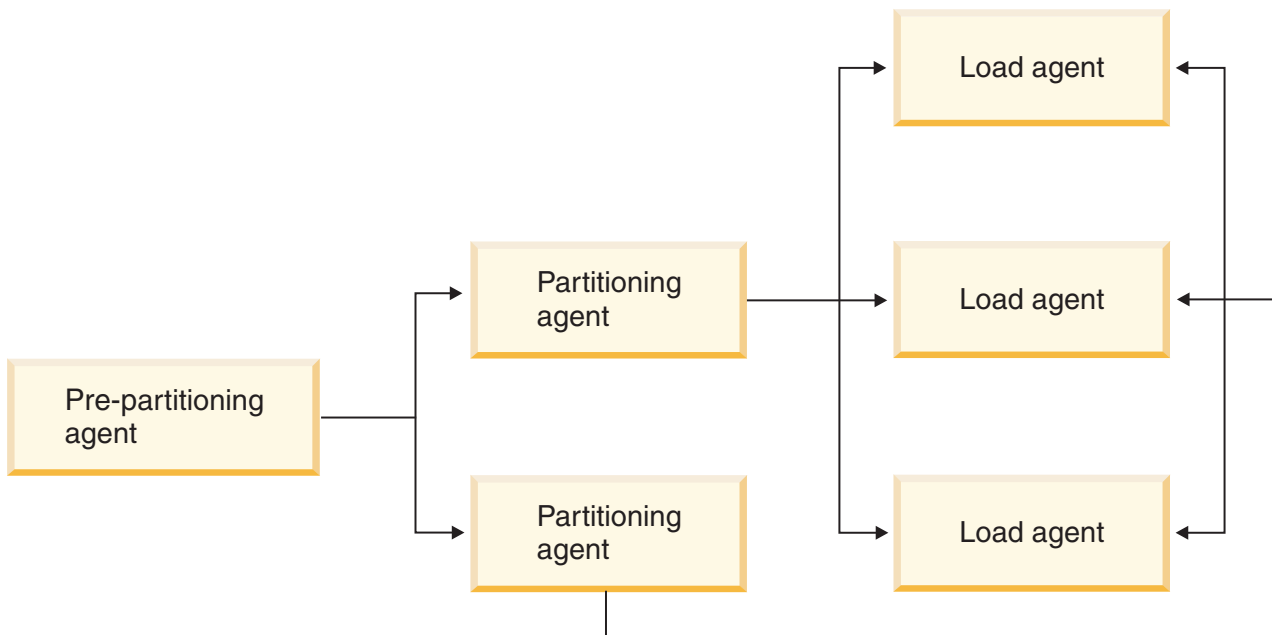 Load agent
Partitioning
agent
Load agent
Pre-partitioning
agent
Partitioning
agent
Load agent